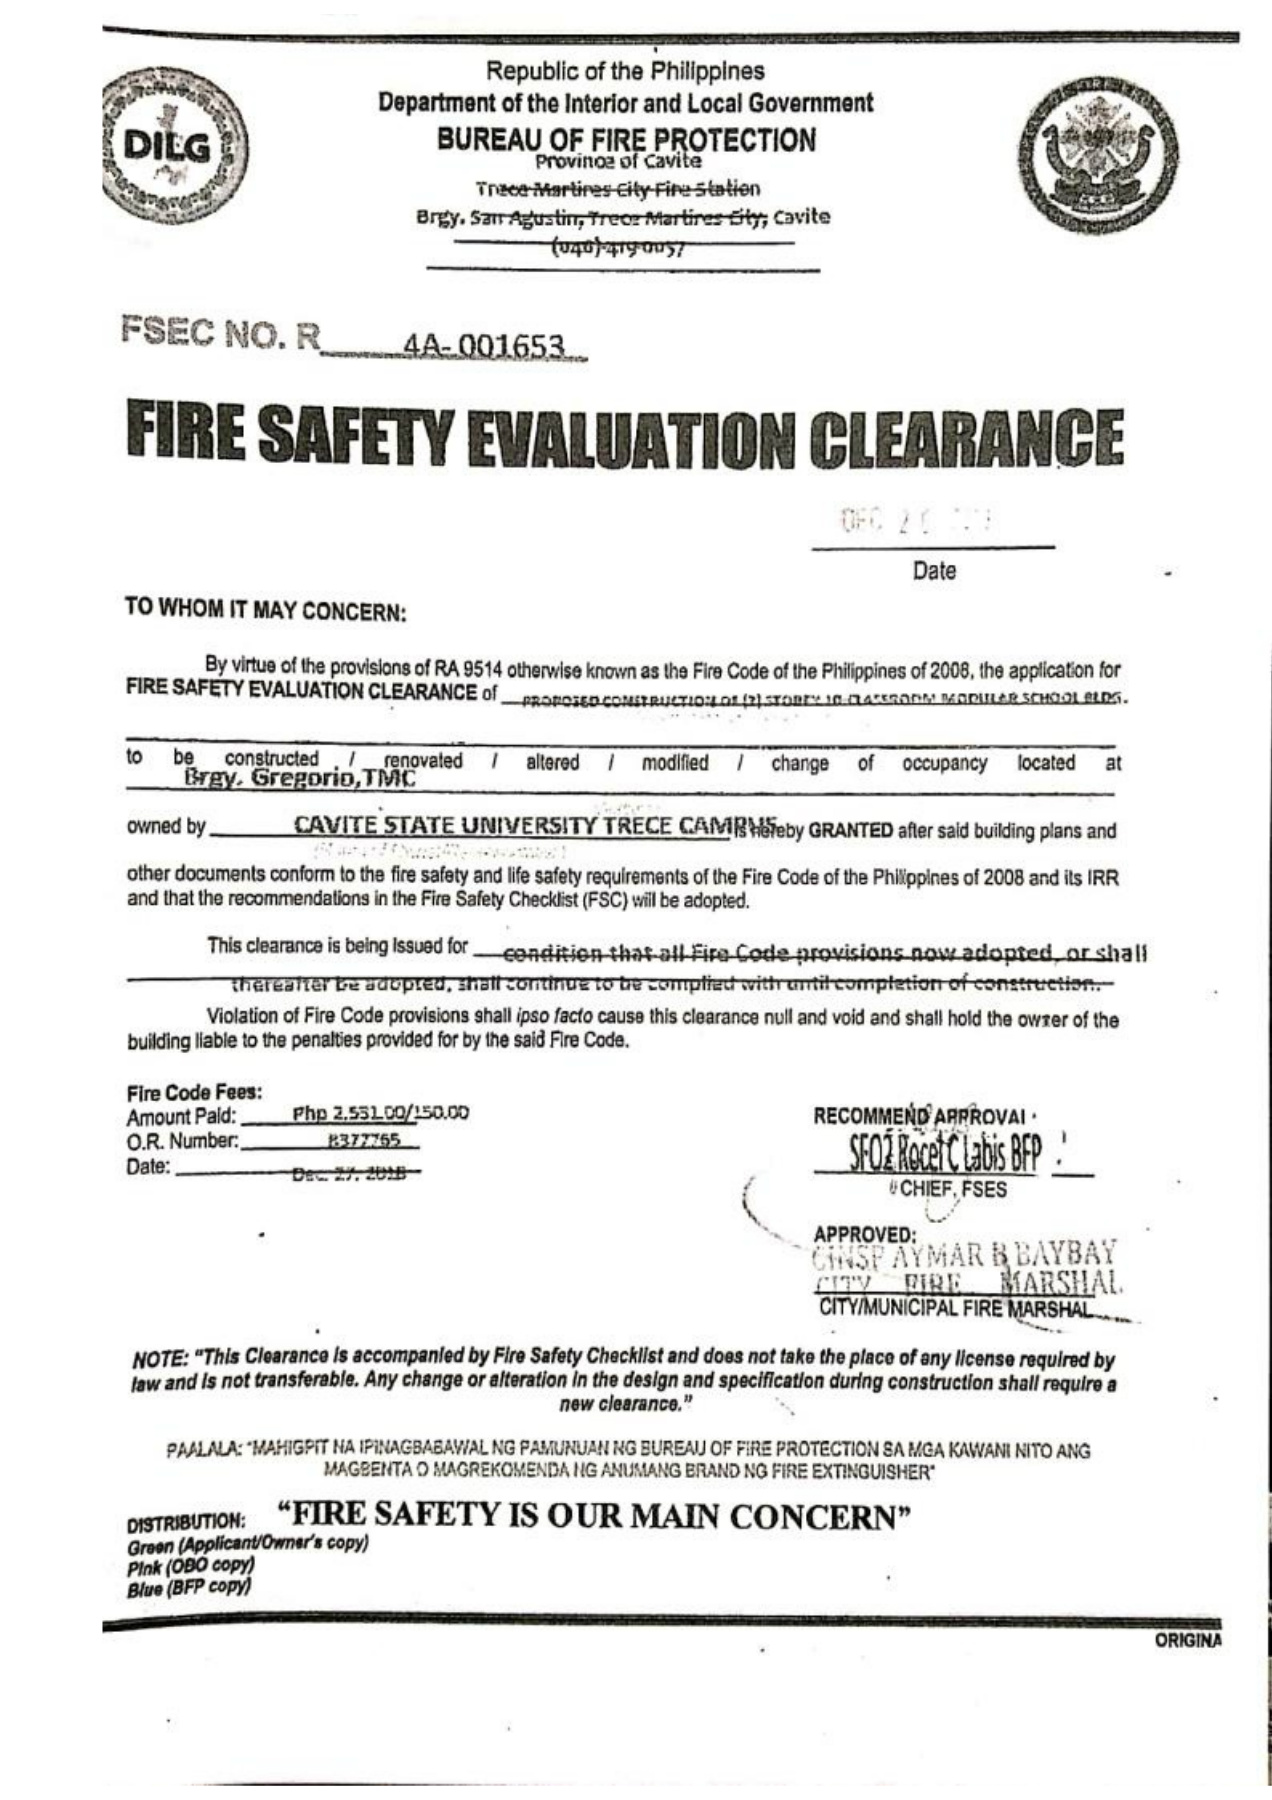 Republic of the Philippines
Department of the Interior and Local Government
BUREAU OF FIRE PROTECTION
Province of Cavite
Trece Martires City Fire Station
Brgy. San Agustin, Trece Martires City, Cavite
(046) 419 0057
DILG
FSEC NO. R 4A-001653
FIRE SAFETY EVALUATION CLEARANCE
DEC
Date
TO WHOM IT MAY CONCERN:
By virtue of the provisions of RA 9514 otherwise known as the Fire Code of the Philippines of 2008, the application for
FIRE SAFETY EVALUATION CLEARANCE of PROPOSED CONSTRUCTION OF (2) STOREY 10-CLASSROOM MODULAR SCHOOL BLDG.
to be constructed / renovated / altered / modified / change of occupancy located at
Brgy. Gregorio, TMC
owned by CAVITE STATE UNIVERSITY TRECE CAMPUS is hereby GRANTED after said building plans and
other documents conform to the fire safety and life safety requirements of the Fire Code of the Philippines of 2008 and its IRR
and that the recommendations in the Fire Safety Checklist (FSC) will be adopted.
This clearance is being Issued for condition that all Fire Code provisions now adopted, or shall
thereafter be adopted, shall continue to be complied with until completion of construction.
Violation of Fire Code provisions shall ipso facto cause this clearance null and void and shall hold the owner of the
building liable to the penalties provided for by the said Fire Code.
Fire Code Fees:
Amount Paid: Php 2,551.00/150.00
O.R. Number: 8377765
Date: Dec. 27, 2018
RECOMMEND APPROVAL:
SFO2 Rocel C Labis BFP
CHIEF, FSES
APPROVED:
CINSP AYMAR B BAYBAY
CITY FIRE MARSHAL
CITY/MUNICIPAL FIRE MARSHAL
NOTE: "This Clearance is accompanied by Fire Safety Checklist and does not take the place of any license required by
law and is not transferable. Any change or alteration in the design and specification during construction shall require a
new clearance."
PAALALA: "MAHIGPIT NA IPINAGBABAWAL NG PAMUNUAN NG BUREAU OF FIRE PROTECTION SA MGA KAWANI NITO ANG
MAGBENTA O MAGREKOMENDA NG ANUMANG BRAND NG FIRE EXTINGUISHER"
"FIRE SAFETY IS OUR MAIN CONCERN"
DISTRIBUTION:
Green (Applicant/Owner's copy)
Pink (OBO copy)
Blue (BFP copy)
ORIGINA